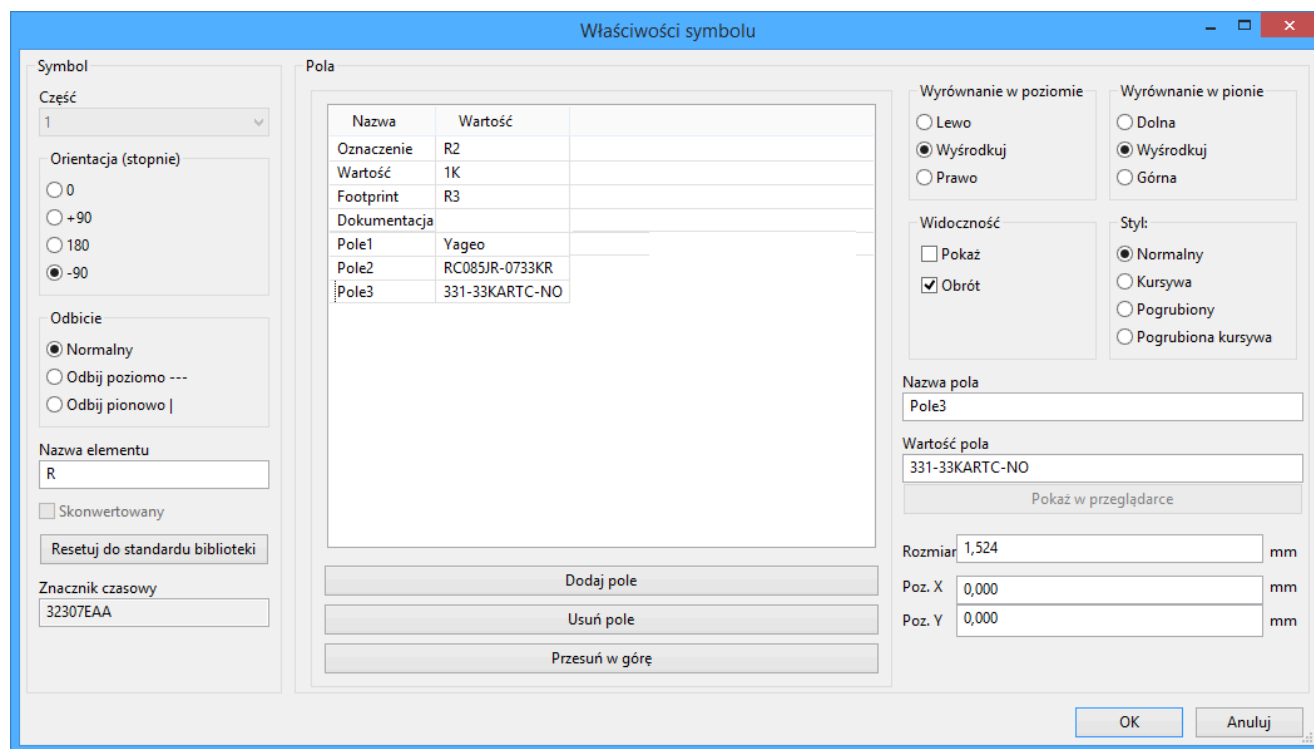 Właściwości symbolu
Symbol
Część
1
Orientacja (stopnie)
0
+90
180
-90
Odbicie
Normalny
Odbij poziomo ---
Odbij pionowo |
Nazwa elementu
R
Skonwertowany
Resetuj do standardu biblioteki
Znacznik czasowy
32307EAA
Pola
Nazwa Wartość
Oznaczenie R2
Wartość 1K
Footprint R3
Dokumentacja
Pole1 Yageo
Pole2 RC085JR-0733KR
Pole3 331-33KARTC-NO
Dodaj pole
Usuń pole
Przesuń w górę
Wyrównanie w poziomie
Lewo
Wyśrodkuj
Prawo
Wyrównanie w pionie
Dolna
Wyśrodkuj
Górna
Widoczność
Pokaż
Obrót
Styl:
Normalny
Kursywa
Pogrubiony
Pogrubiona kursywa
Nazwa pola
Pole3
Wartość pola
331-33KARTC-NO
Pokaż w przeglądarce
Rozmiar 1,524 mm
Poz. X 0,000 mm
Poz. Y 0,000 mm
OK Anuluj